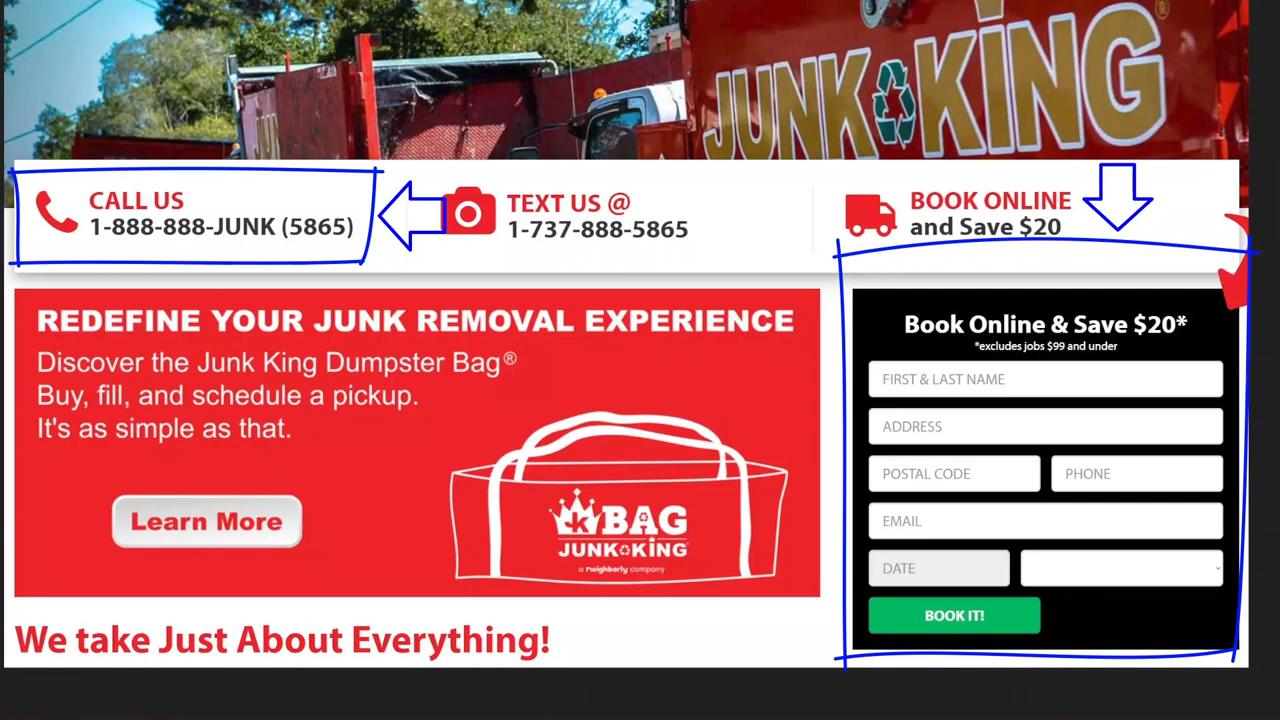 JUNK KING®
CALL US
1-888-888-JUNK (5865)
TEXT US @
1-737-888-5865
BOOK ONLINE
and Save $20
REDEFINE YOUR JUNK REMOVAL EXPERIENCE
Discover the Junk King Dumpster Bag®
Buy, fill, and schedule a pickup.
It's as simple as that.
Learn More
K BAG
JUNK KING
a neighborly company
Book Online & Save $20*
*excludes jobs $99 and under
FIRST & LAST NAME
ADDRESS
POSTAL CODE
PHONE
EMAIL
DATE
BOOK IT!
We take Just About Everything!